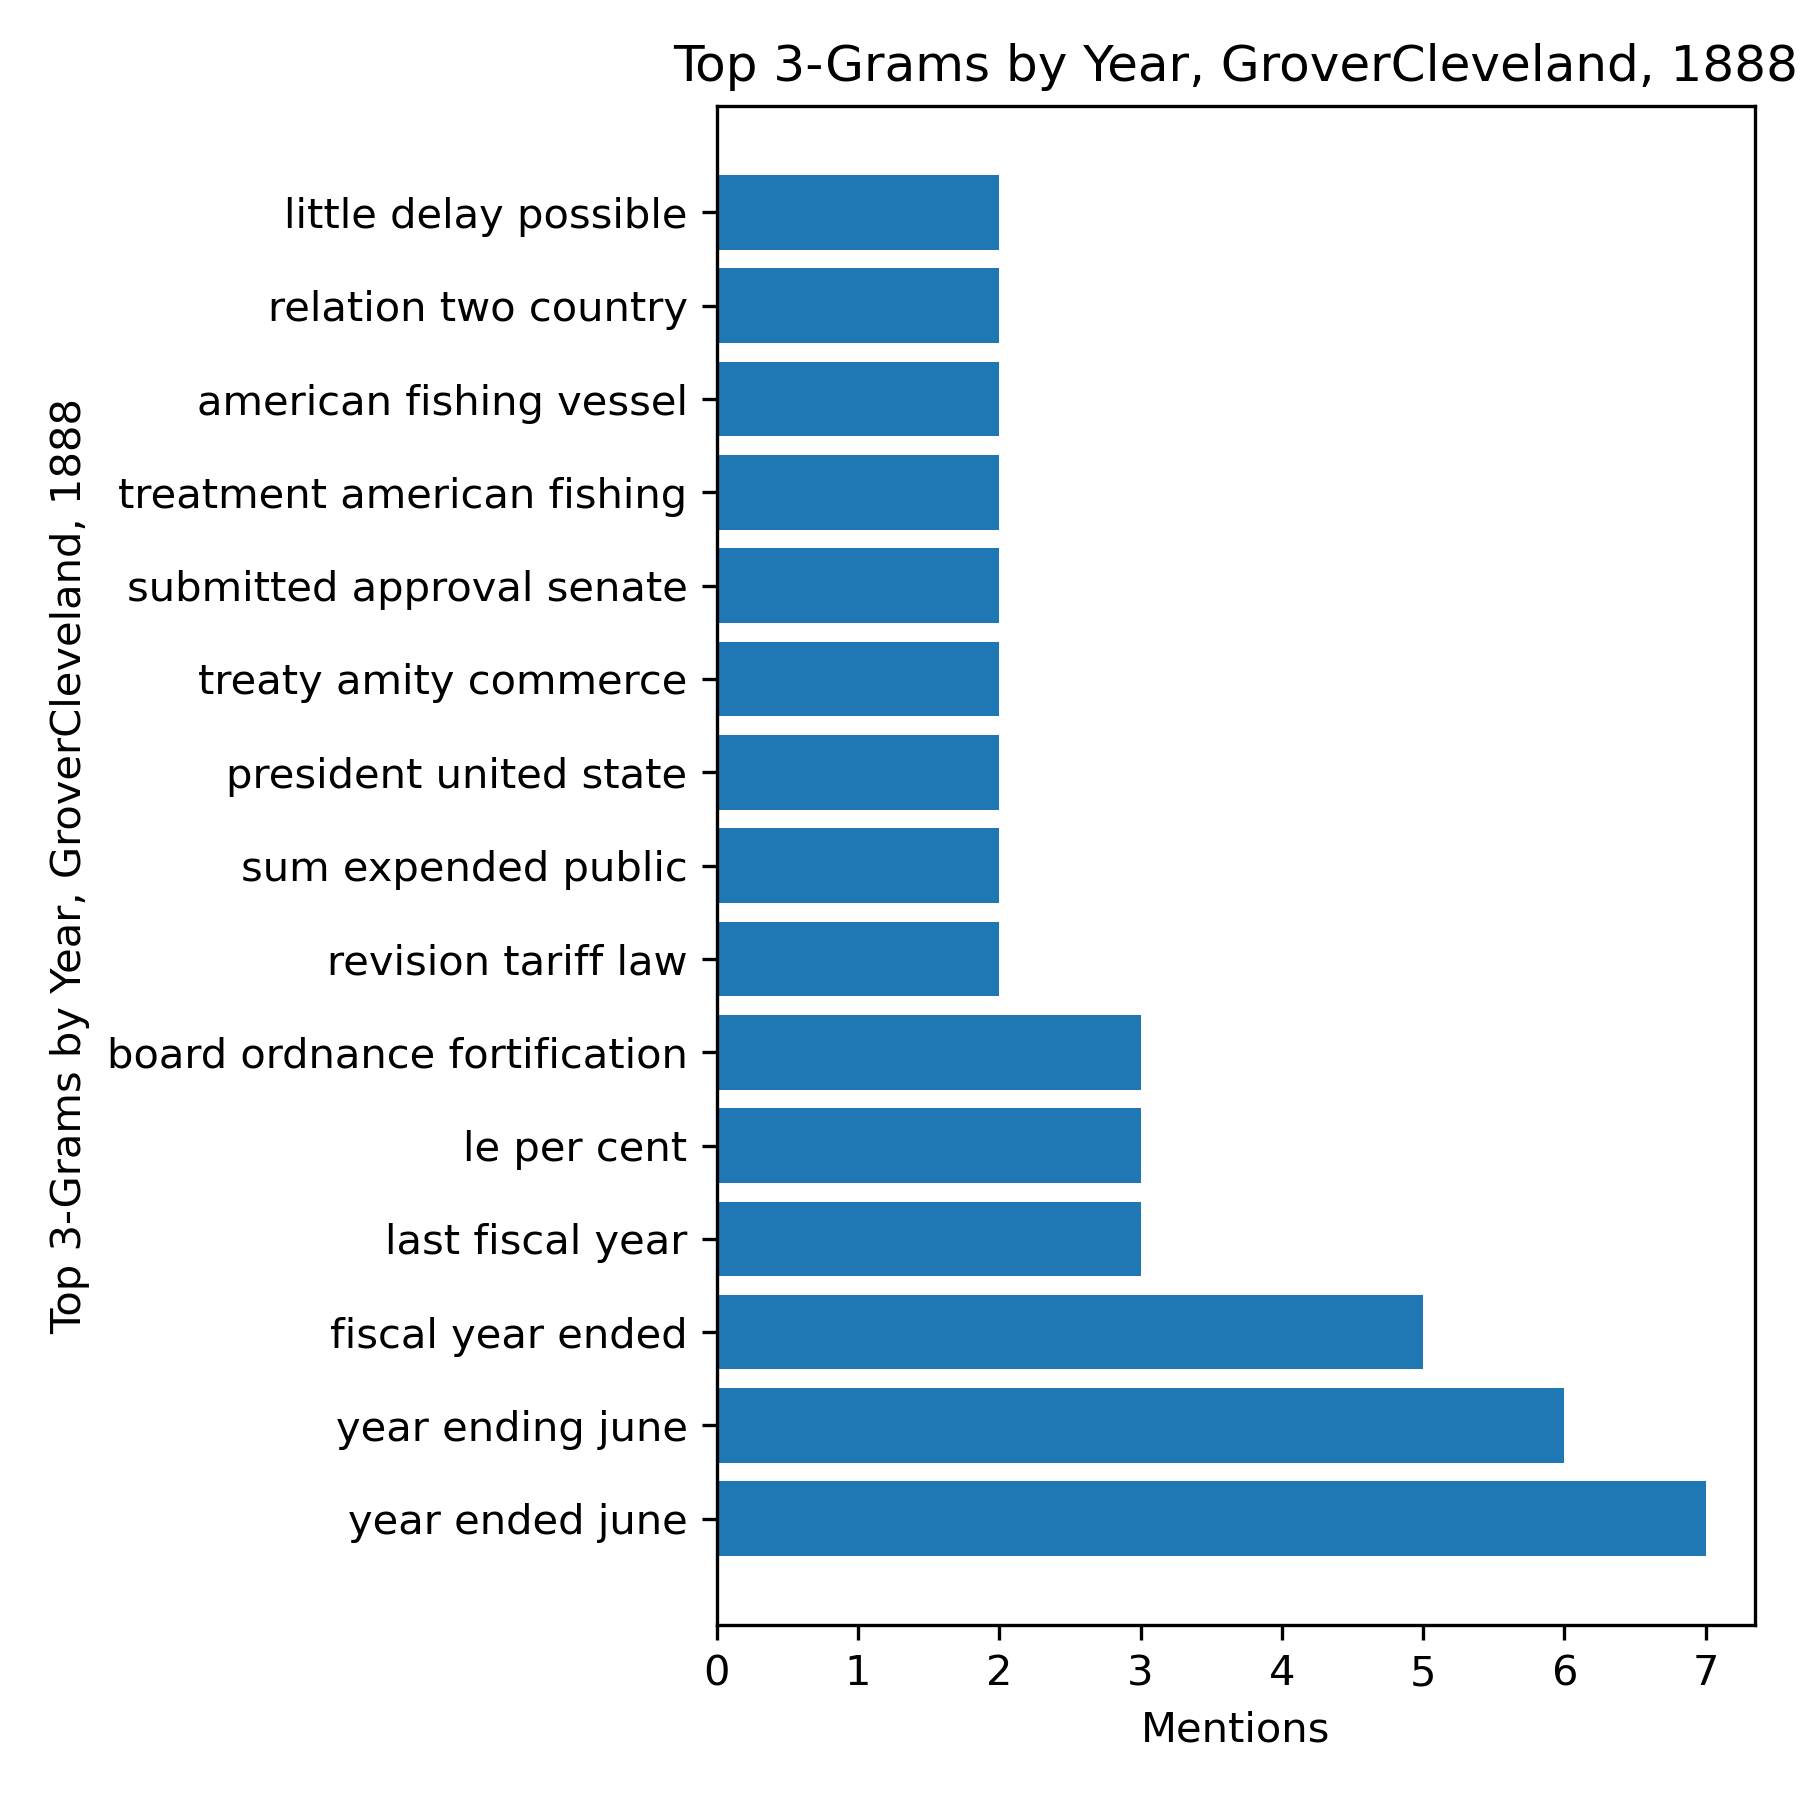 Top 3-Grams by Year, GroverCleveland, 1888
Top 3-Grams by Year, GroverCleveland, 1888
little delay possible
relation two country
american fishing vessel
treatment american fishing
submitted approval senate
treaty amity commerce
president united state
sum expended public
revision tariff law
board ordnance fortification
le per cent
last fiscal year
fiscal year ended
year ending june
year ended june
0 1 2 3 4 5 6 7
Mentions